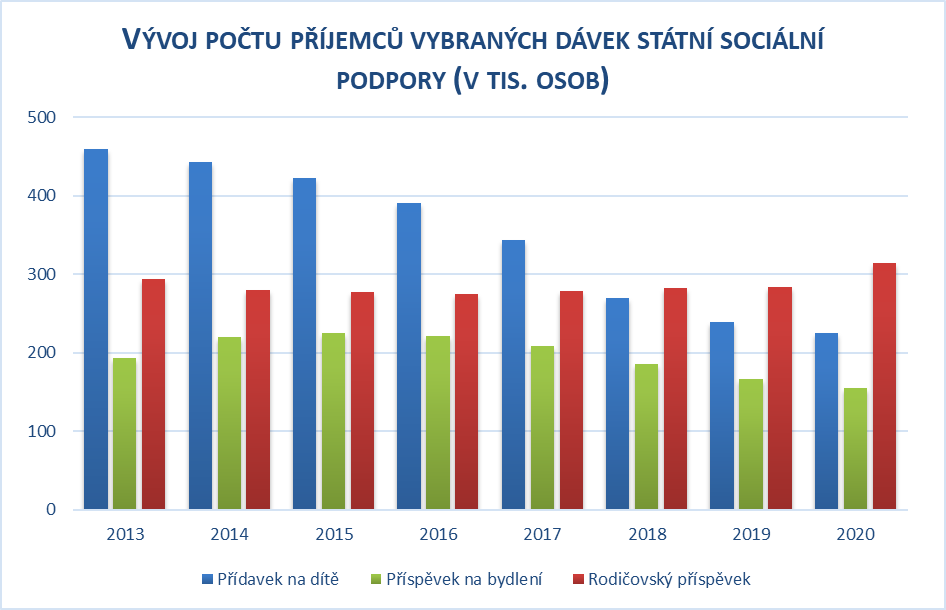 Vývoj počtu příjemců vybraných dávek státní sociální
podpory (v tis. osob)
500
400
300
200
100
0
2013 2014 2015 2016 2017 2018 2019 2020
Přídavek na dítě Příspěvek na bydlení Rodičovský příspěvek